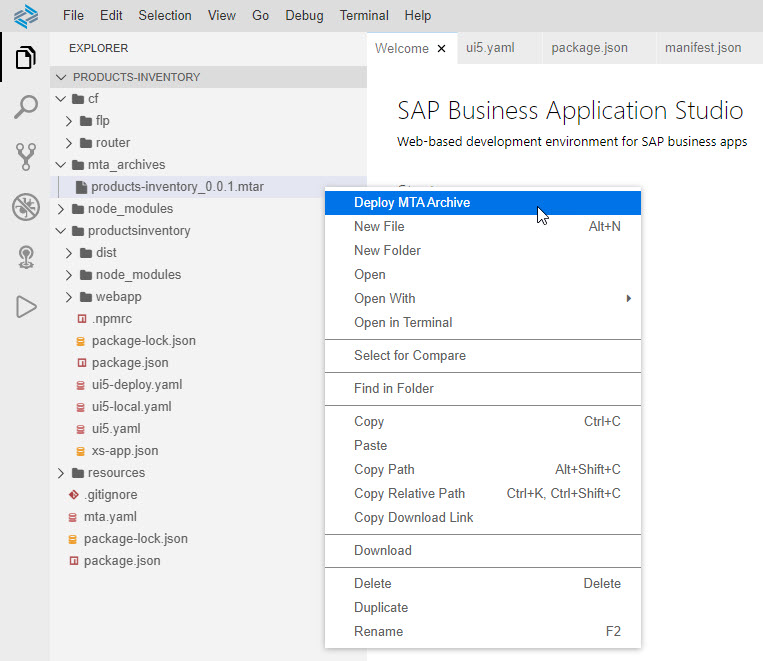 File Edit Selection View Go Debug Terminal Help
EXPLORER
PRODUCTS-INVENTORY
cf
flp
router
mta_archives
products-inventory_0.0.1.mtar
node_modules
productsinventory
dist
node_modules
webapp
.npmrc
package-lock.json
package.json
ui5-deploy.yaml
ui5-local.yaml
ui5.yaml
xs-app.json
resources
.gitignore
mta.yaml
package-lock.json
package.json
Welcome × ui5.yaml package.json manifest.json
SAP Business Application Studio
Web-based development environment for SAP business apps
Deploy MTA Archive
New File Alt+N
New Folder
Open
Open With
Open in Terminal
Select for Compare
Find in Folder
Copy Ctrl+C
Paste
Copy Path Alt+Shift+C
Copy Relative Path Ctrl+K, Ctrl+Shift+C
Copy Download Link
Download
Delete Delete
Duplicate
Rename F2